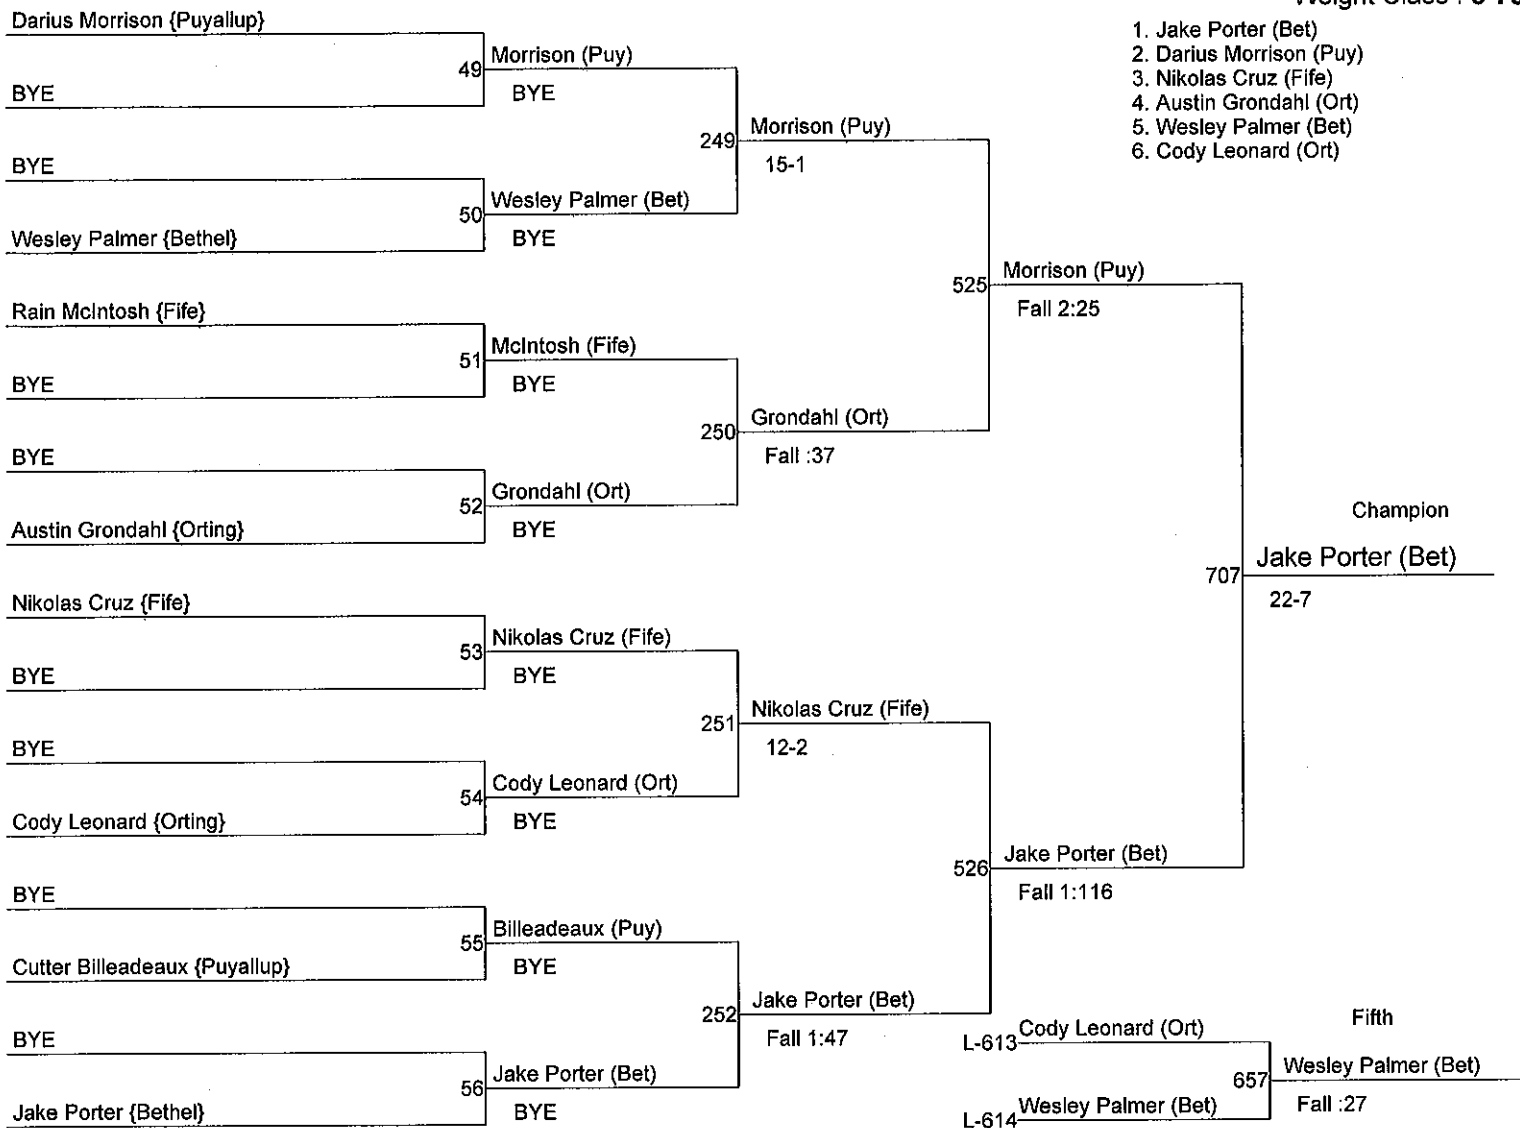 Weight Class :
Darius Morrison {Puyallup}
1. Jake Porter (Bet)
2. Darius Morrison (Puy)
3. Nikolas Cruz (Fife)
4. Austin Grondahl (Ort)
5. Wesley Palmer (Bet)
6. Cody Leonard (Ort)
49 Morrison (Puy)
BYE
BYE
249 Morrison (Puy)
15-1
BYE
50 Wesley Palmer (Bet)
BYE
Wesley Palmer {Bethel}
525 Morrison (Puy)
Fall 2:25
Rain McIntosh {Fife}
51 McIntosh (Fife)
BYE
BYE
250 Grondahl (Ort)
Fall :37
BYE
52 Grondahl (Ort)
BYE
Austin Grondahl {Orting}
Champion
707 Jake Porter (Bet)
22-7
Nikolas Cruz {Fife}
53 Nikolas Cruz (Fife)
BYE
BYE
251 Nikolas Cruz (Fife)
12-2
BYE
54 Cody Leonard (Ort)
BYE
Cody Leonard {Orting}
526 Jake Porter (Bet)
Fall 1:116
BYE
55 Billeadeaux (Puy)
BYE
Cutter Billeadeaux {Puyallup}
252 Jake Porter (Bet)
Fall 1:47
BYE
56 Jake Porter (Bet)
BYE
Jake Porter {Bethel}
Fifth
L-613 Cody Leonard (Ort)
657 Wesley Palmer (Bet)
Fall :27
L-614 Wesley Palmer (Bet)